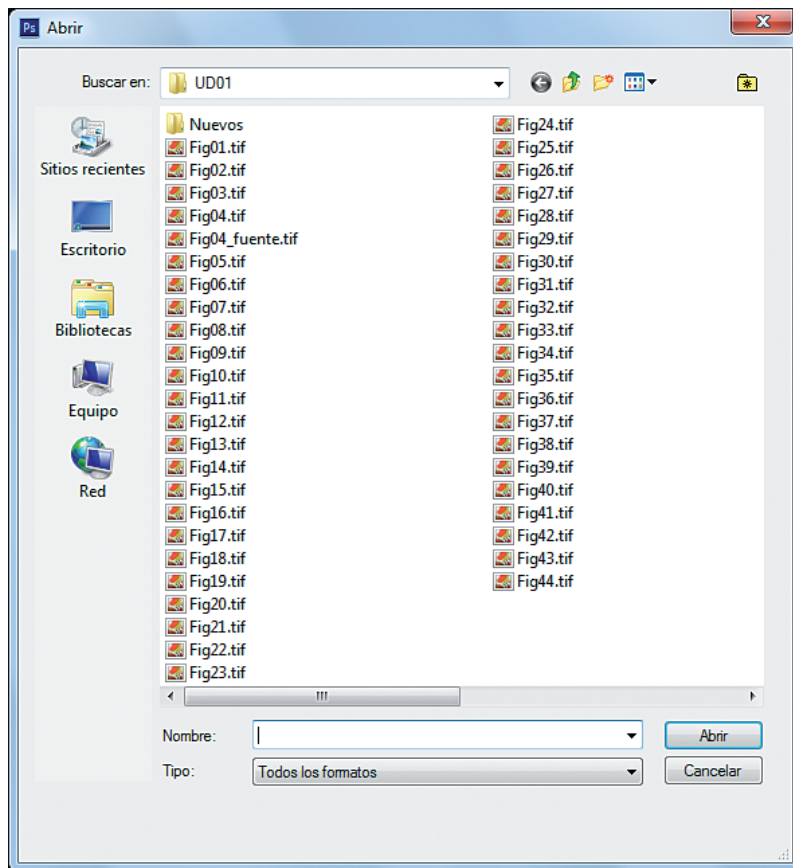 Ps Abrir
Buscar en: UD01
Sitios recientes
Escritorio
Bibliotecas
Equipo
Red
Nuevos
Fig01.tif
Fig02.tif
Fig03.tif
Fig04.tif
Fig04_fuente.tif
Fig05.tif
Fig06.tif
Fig07.tif
Fig08.tif
Fig09.tif
Fig10.tif
Fig11.tif
Fig12.tif
Fig13.tif
Fig14.tif
Fig15.tif
Fig16.tif
Fig17.tif
Fig18.tif
Fig19.tif
Fig20.tif
Fig21.tif
Fig22.tif
Fig23.tif
Fig24.tif
Fig25.tif
Fig26.tif
Fig27.tif
Fig28.tif
Fig29.tif
Fig30.tif
Fig31.tif
Fig32.tif
Fig33.tif
Fig34.tif
Fig35.tif
Fig36.tif
Fig37.tif
Fig38.tif
Fig39.tif
Fig40.tif
Fig41.tif
Fig42.tif
Fig43.tif
Fig44.tif
Nombre: Abrir
Tipo: Todos los formatos Cancelar